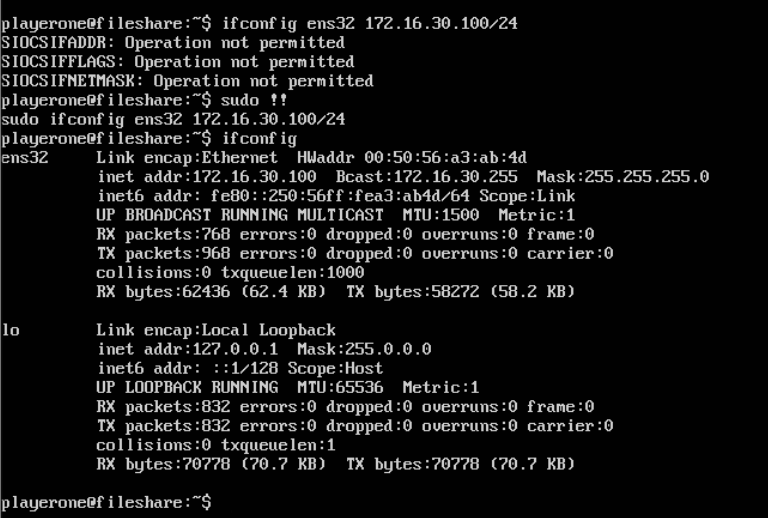 playerone@fileshare:~$ ifconfig ens32 172.16.30.100/24
SIOCSIFADDR: Operation not permitted
SIOCSIFFLAGS: Operation not permitted
SIOCSIFNETMASK: Operation not permitted
playerone@fileshare:~$ sudo !!
sudo ifconfig ens32 172.16.30.100/24
playerone@fileshare:~$ ifconfig
ens32     Link encap:Ethernet  HWaddr 00:50:56:a3:ab:4d
          inet addr:172.16.30.100  Bcast:172.16.30.255  Mask:255.255.255.0
          inet6 addr: fe80::250:56ff:fea3:ab4d/64 Scope:Link
          UP BROADCAST RUNNING MULTICAST  MTU:1500  Metric:1
          RX packets:768 errors:0 dropped:0 overruns:0 frame:0
          TX packets:968 errors:0 dropped:0 overruns:0 carrier:0
          collisions:0 txqueuelen:1000
          RX bytes:62436 (62.4 KB)  TX bytes:58272 (58.2 KB)

lo        Link encap:Local Loopback
          inet addr:127.0.0.1  Mask:255.0.0.0
          inet6 addr: ::1/128 Scope:Host
          UP LOOPBACK RUNNING  MTU:65536  Metric:1
          RX packets:832 errors:0 dropped:0 overruns:0 frame:0
          TX packets:832 errors:0 dropped:0 overruns:0 carrier:0
          collisions:0 txqueuelen:1
          RX bytes:70778 (70.7 KB)  TX bytes:70778 (70.7 KB)

playerone@fileshare:~$